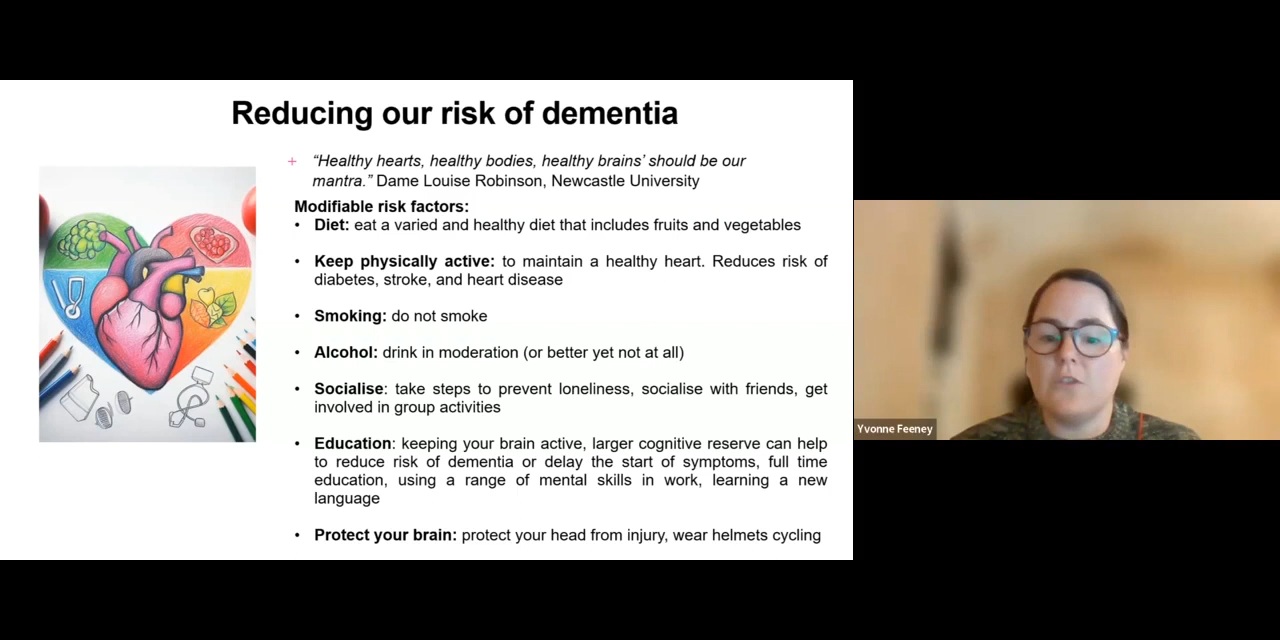 Reducing our risk of dementia
+ “Healthy hearts, healthy bodies, healthy brains’ should be our
mantra.” Dame Louise Robinson, Newcastle University
Modifiable risk factors:
• Diet: eat a varied and healthy diet that includes fruits and vegetables
• Keep physically active: to maintain a healthy heart. Reduces risk of
diabetes, stroke, and heart disease
• Smoking: do not smoke
• Alcohol: drink in moderation (or better yet not at all)
• Socialise: take steps to prevent loneliness, socialise with friends, get
involved in group activities
• Education: keeping your brain active, larger cognitive reserve can help
to reduce risk of dementia or delay the start of symptoms, full time
education, using a range of mental skills in work, learning a new
language
• Protect your brain: protect your head from injury, wear helmets cycling
Yvonne Feeney